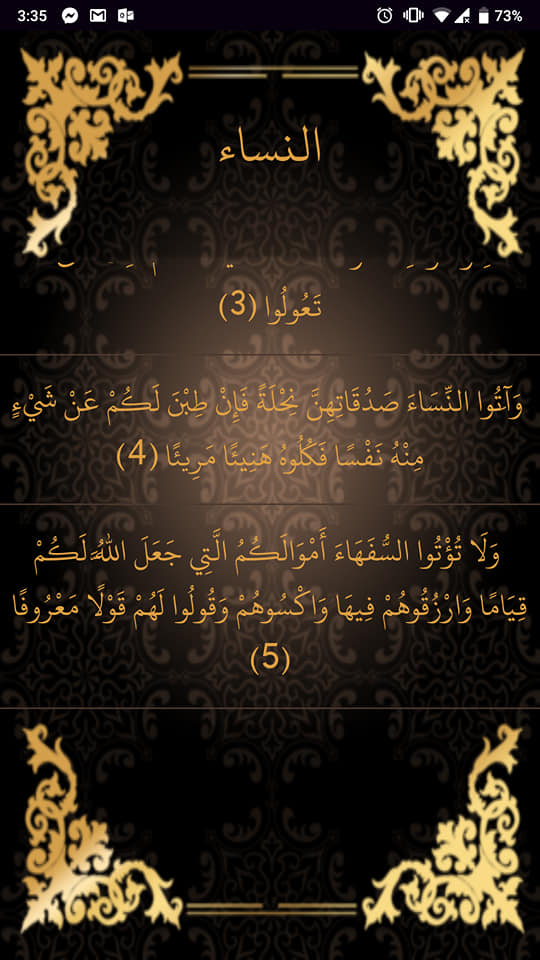 3:35
73%
النساء
تَعُولُوا (3)
وَآتُوا النِّسَاءَ صَدُقَاتِهِنَّ نِحْلَةً فَإِنْ طِبْنَ لَكُمْ عَنْ شَيْءٍ
مِنْهُ نَفْسًا فَكُلُوهُ هَنِيئًا مَرِيئًا (4)
وَلَا تُؤْتُوا السُّفَهَاءَ أَمْوَالَكُمُ الَّتِي جَعَلَ اللَّهُ لَكُمْ
قِيَامًا وَارْزُقُوهُمْ فِيهَا وَاكْسُوهُمْ وَقُولُوا لَهُمْ قَوْلًا مَعْرُوفًا
(5)